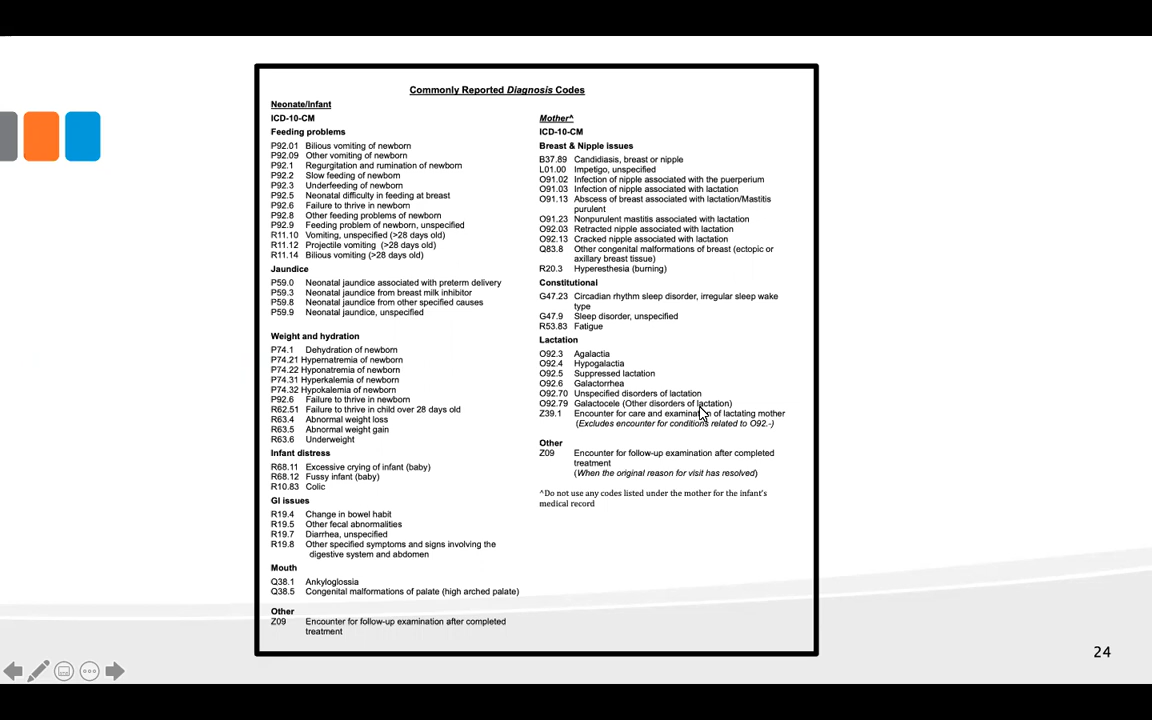 Commonly Reported Diagnosis Codes
Neonate/Infant
ICD-10-CM
Feeding problems
P92.01 Bilious vomiting of newborn
P92.09 Other vomiting of newborn
P92.1 Regurgitation and rumination of newborn
P92.2 Slow feeding of newborn
P92.3 Underfeeding of newborn
P92.5 Neonatal difficulty in feeding at breast
P92.6 Failure to thrive in newborn
P92.8 Other feeding problems of newborn
P92.9 Feeding problem of newborn, unspecified
R11.10 Vomiting, unspecified (>28 days old)
R11.12 Projectile vomiting (>28 days old)
R11.14 Bilious vomiting (>28 days old)
Jaundice
P59.0 Neonatal jaundice associated with preterm delivery
P59.3 Neonatal jaundice from breast milk inhibitor
P59.8 Neonatal jaundice from other specified causes
P59.9 Neonatal jaundice, unspecified
Weight and hydration
P74.1 Dehydration of newborn
P74.21 Hypernatremia of newborn
P74.22 Hyponatremia of newborn
P74.31 Hyperkalemia of newborn
P74.32 Hypokalemia of newborn
P92.6 Failure to thrive in newborn
R62.51 Failure to thrive in child over 28 days old
R63.4 Abnormal weight loss
R63.5 Abnormal weight gain
R63.6 Underweight
Infant distress
R68.11 Excessive crying of infant (baby)
R68.12 Fussy infant (baby)
R10.83 Colic
GI issues
R19.4 Change in bowel habit
R19.5 Other fecal abnormalities
R19.7 Diarrhea, unspecified
R19.8 Other specified symptoms and signs involving the
digestive system and abdomen
Mouth
Q38.1 Ankyloglossia
Q38.5 Congenital malformations of palate (high arched palate)
Other
Z09 Encounter for follow-up examination after completed
treatment
Mother^
ICD-10-CM
Breast & Nipple issues
B37.89 Candidiasis, breast or nipple
L01.00 Impetigo, unspecified
O91.02 Infection of nipple associated with the puerperium
O91.03 Infection of nipple associated with lactation
O91.13 Abscess of breast associated with lactation/Mastitis
purulent
O91.23 Nonpurulent mastitis associated with lactation
O92.03 Retracted nipple associated with lactation
O92.13 Cracked nipple associated with lactation
Q83.8 Other congenital malformations of breast (ectopic or
axillary breast tissue)
R20.3 Hyperesthesia (burning)
Constitutional
G47.23 Circadian rhythm sleep disorder, irregular sleep wake
type
G47.9 Sleep disorder, unspecified
R53.83 Fatigue
Lactation
O92.3 Agalactia
O92.4 Hypogalactia
O92.5 Suppressed lactation
O92.6 Galactorrhea
O92.70 Unspecified disorders of lactation
O92.79 Galactocele (Other disorders of lactation)
Z39.1 Encounter for care and examination of lactating mother
(Excludes encounter for conditions related to O92.-)
Other
Z09 Encounter for follow-up examination after completed
treatment
(When the original reason for visit has resolved)
^Do not use any codes listed under the mother for the infant's
medical record
24